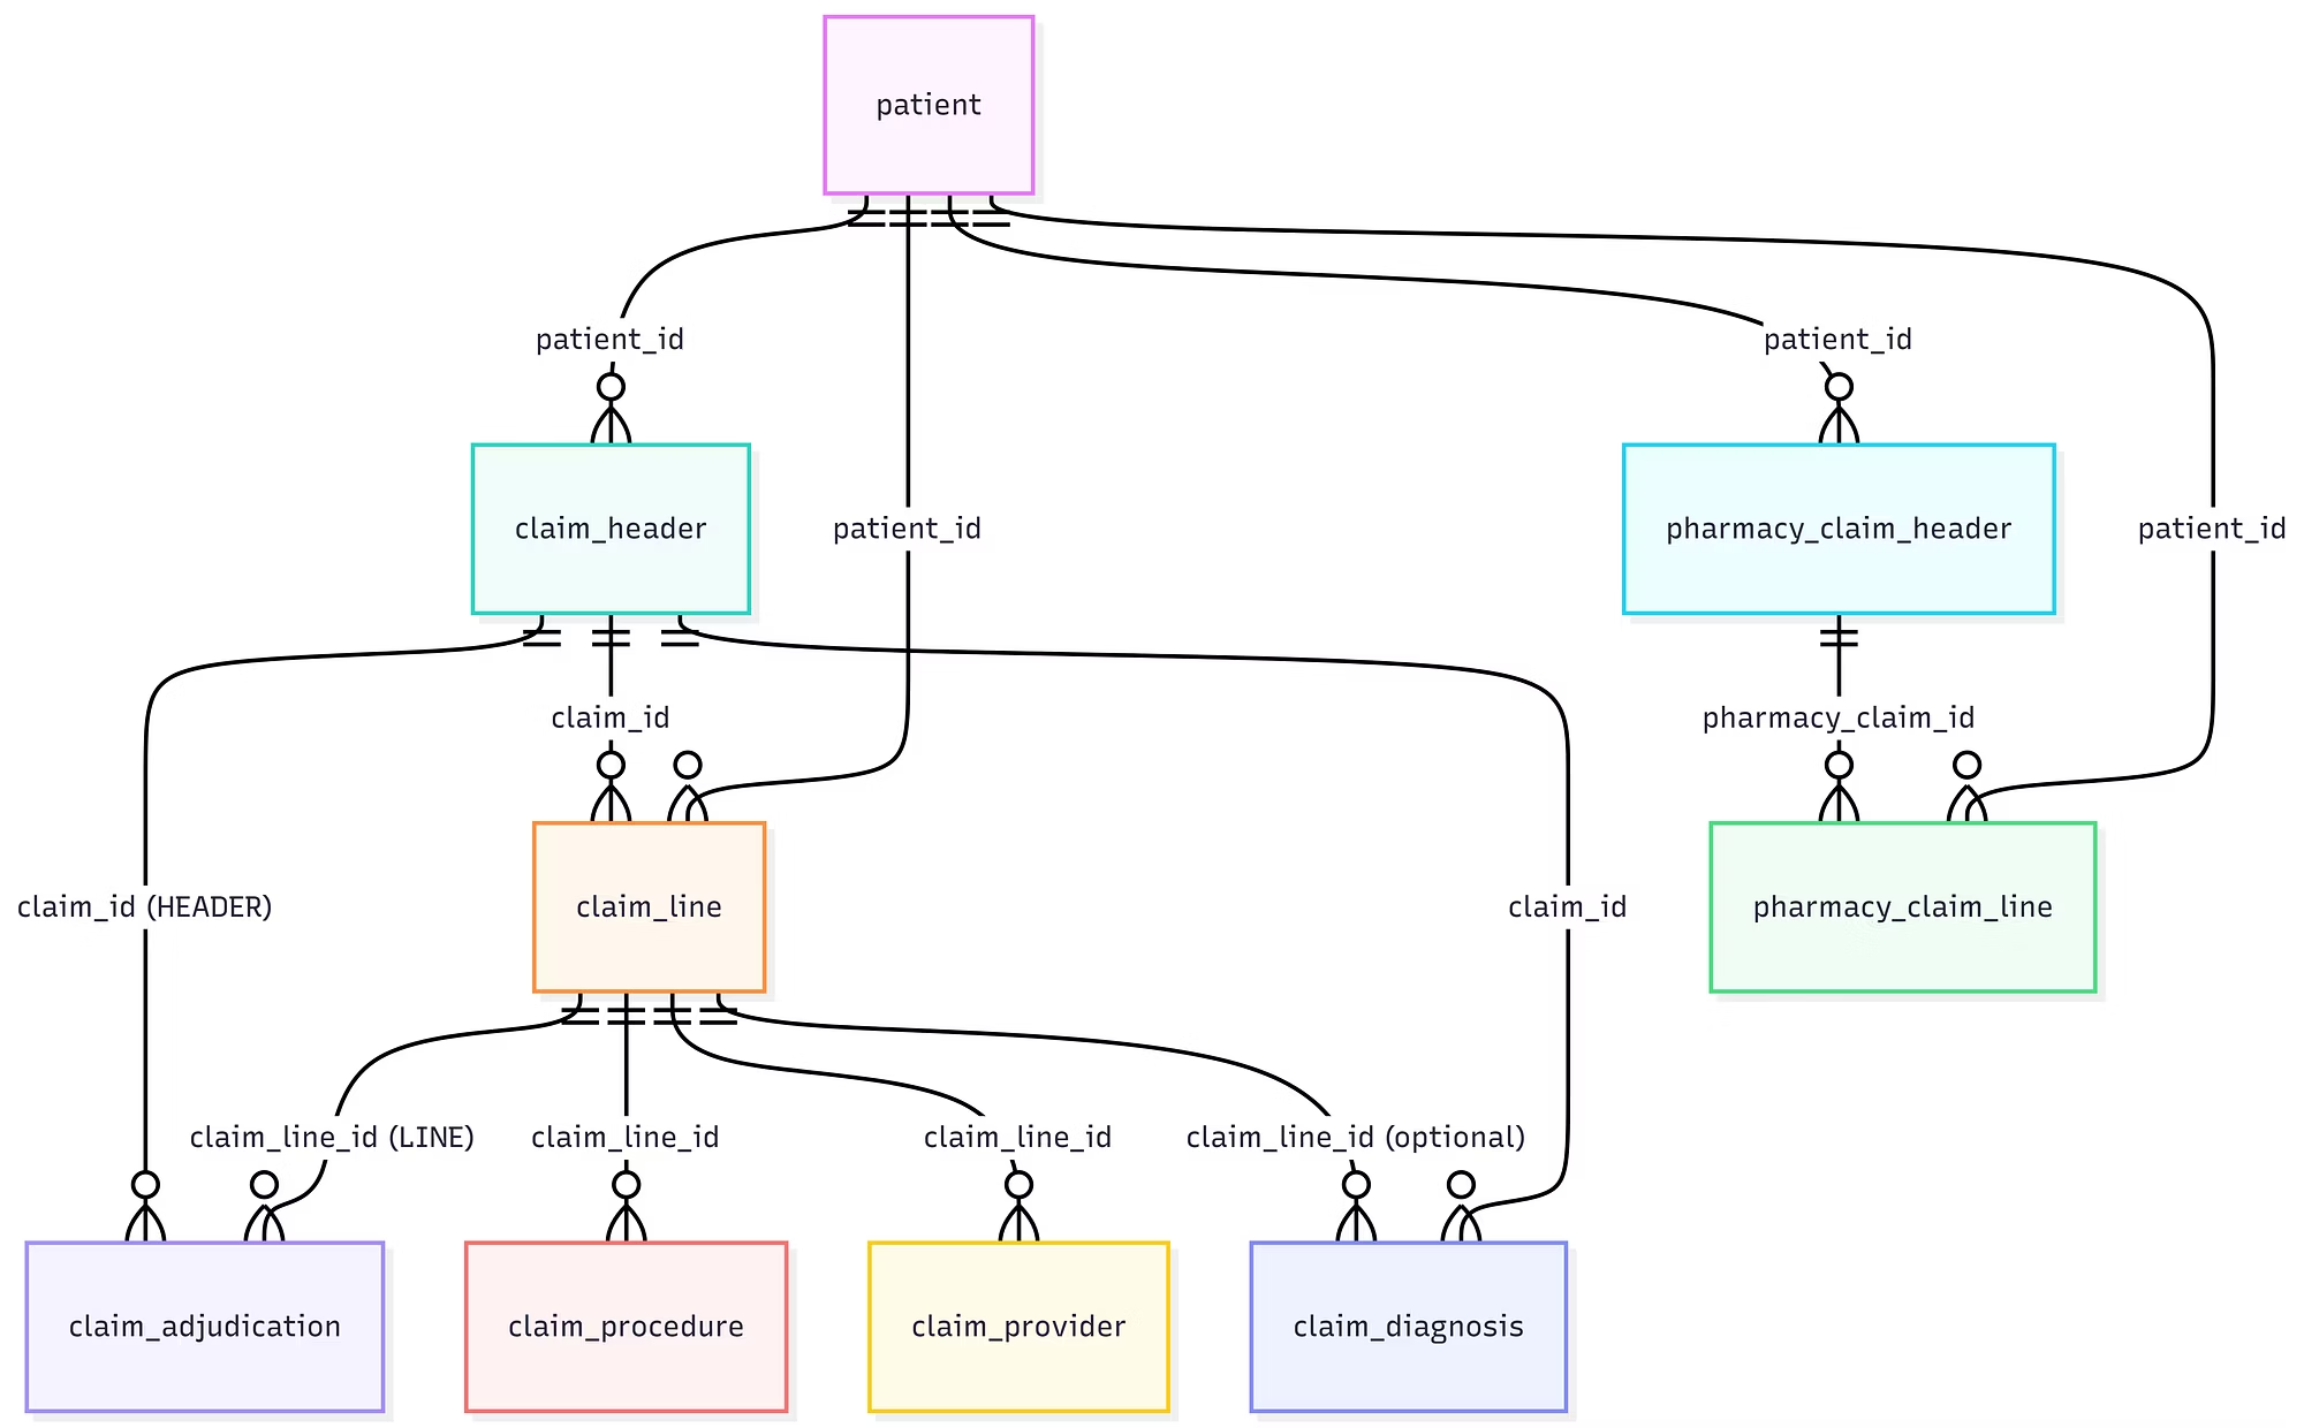 patient
patient_id
patient_id
claim_header
patient_id
pharmacy_claim_header
patient_id
claim_id
pharmacy_claim_id
claim_id (HEADER)
claim_line
claim_id
pharmacy_claim_line
claim_line_id (LINE)
claim_line_id
claim_line_id
claim_line_id (optional)
claim_adjudication
claim_procedure
claim_provider
claim_diagnosis